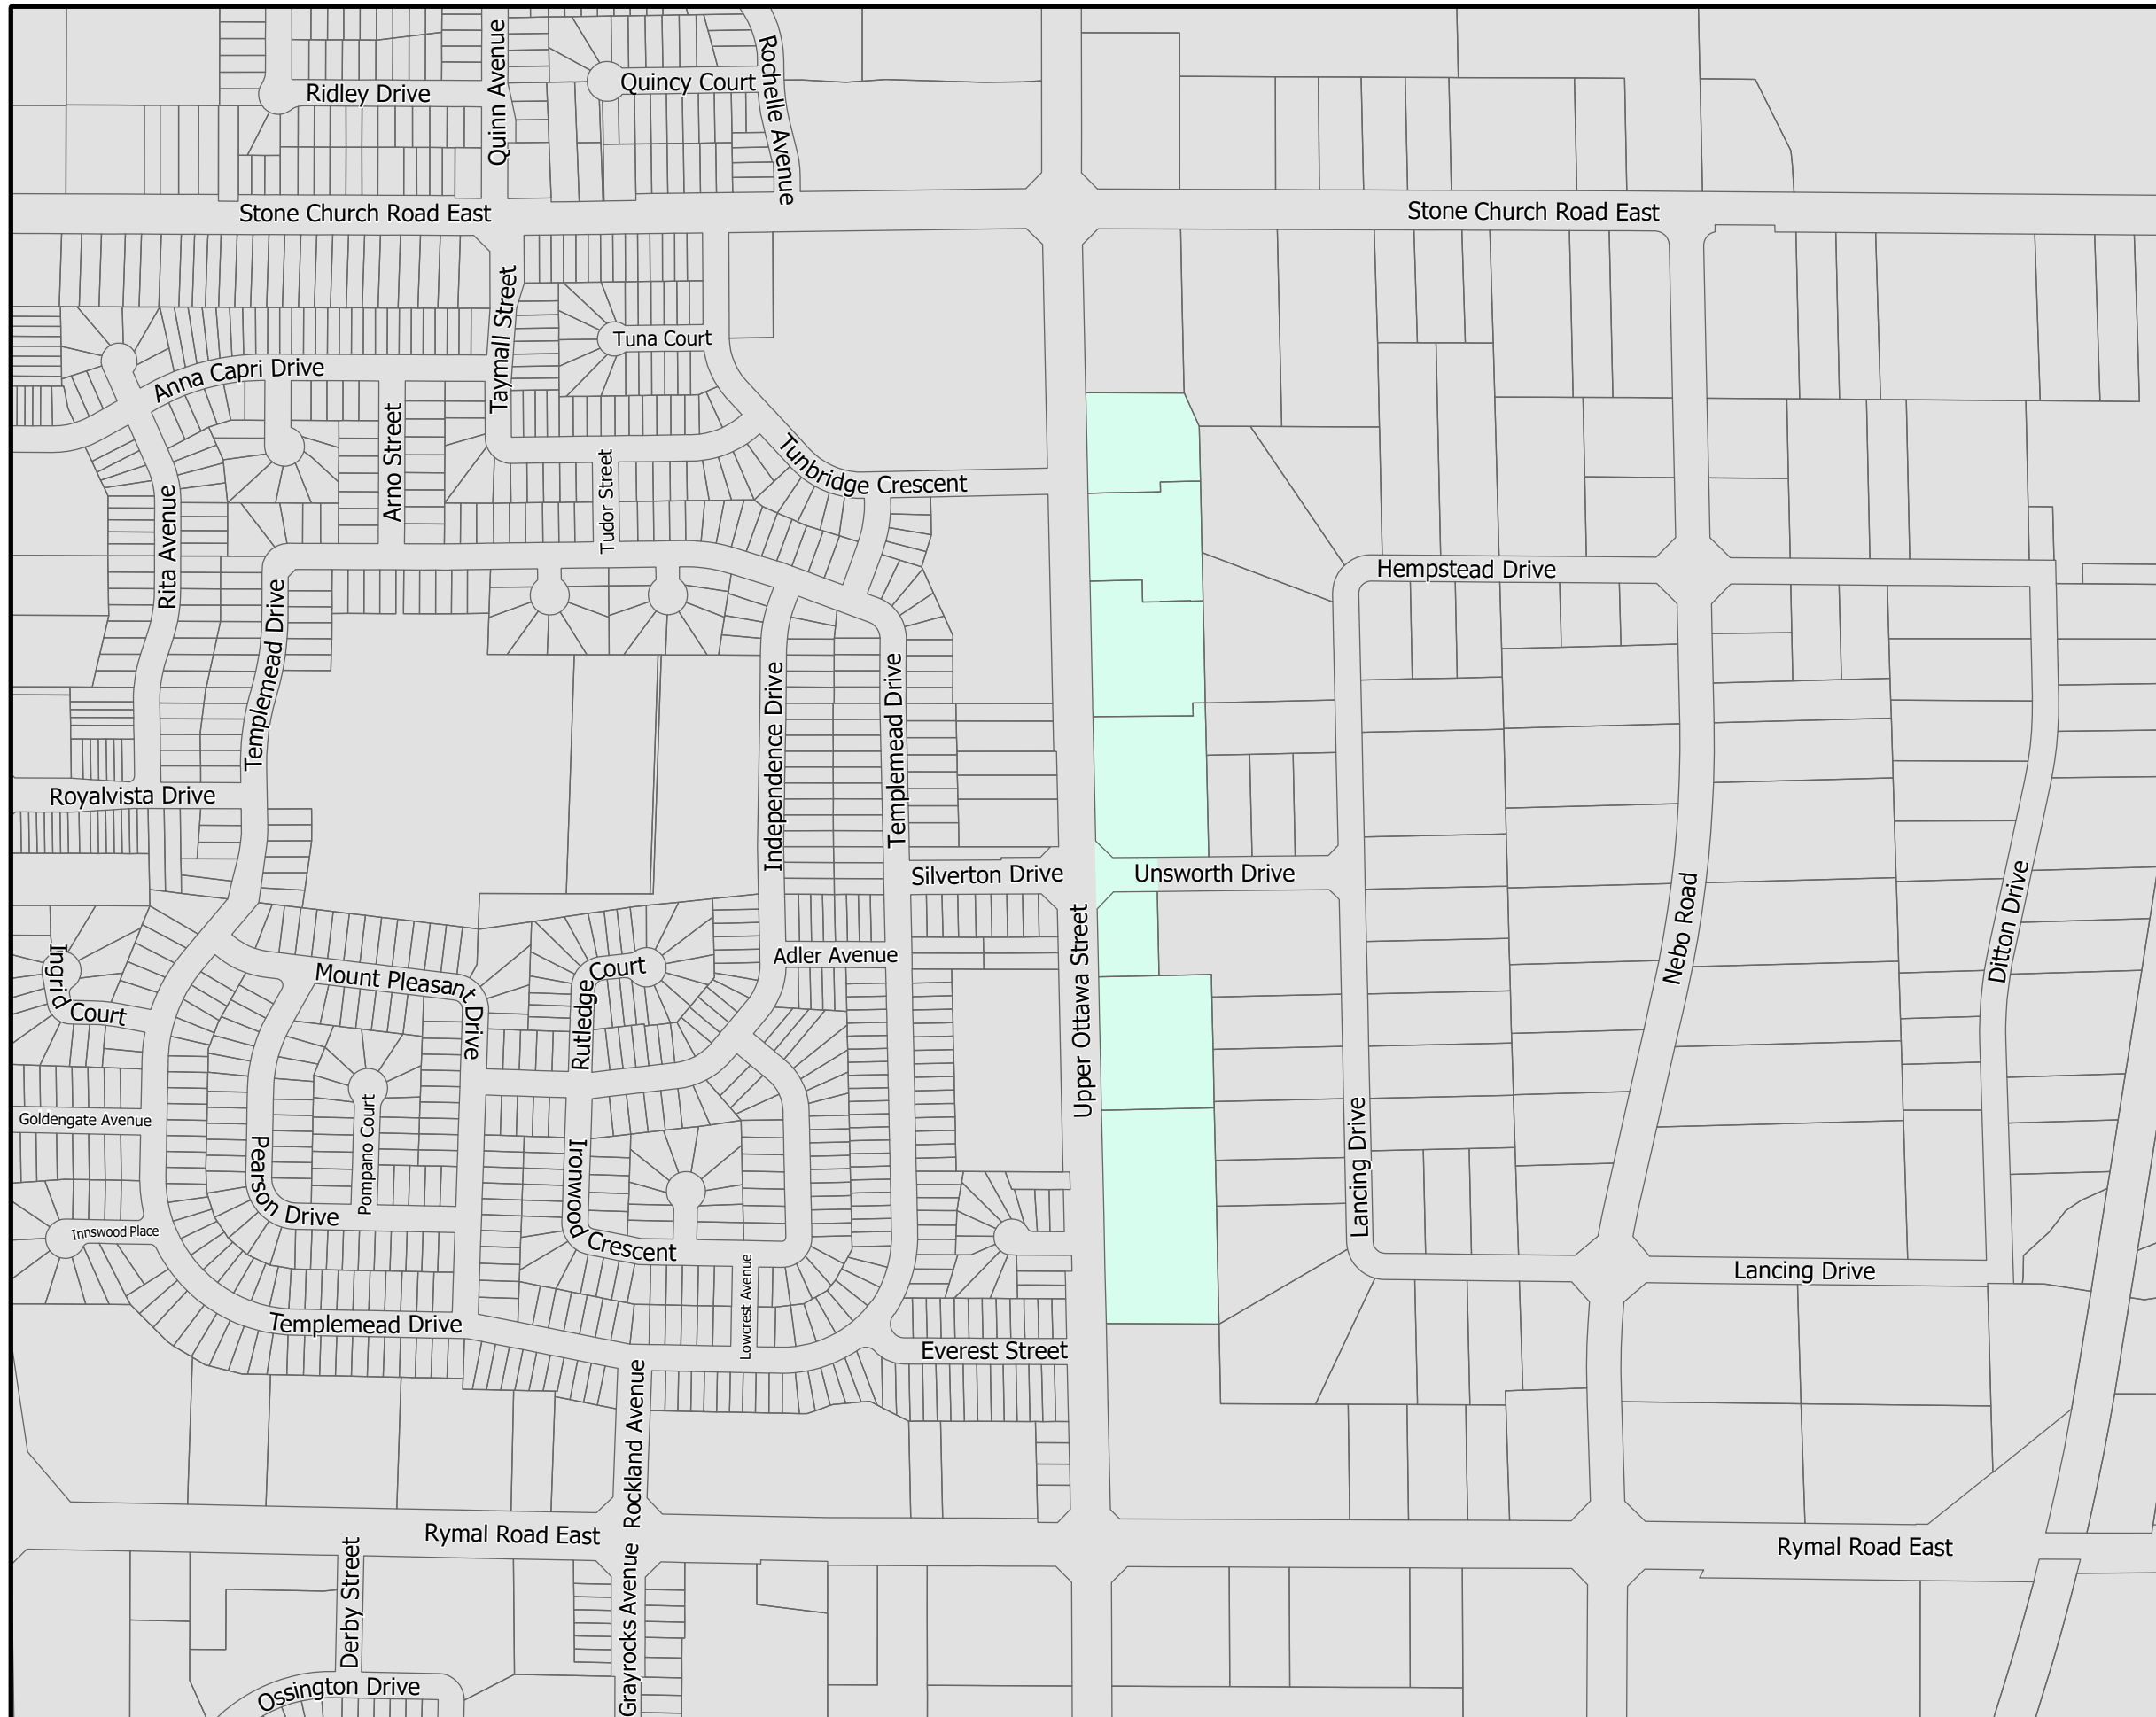 Ridley Drive
Quinn Avenue
Quincy Court
Rochelle Avenue
Stone Church Road East
Stone Church Road East
Taymall Street
Tuna Court
Anna Capri Drive
Arno Street
Tudor Street
Tunbridge Crescent
Rita Avenue
Hempstead Drive
Templemead Drive
Independence Drive
Templemead Drive
Royalvista Drive
Silverton Drive
Unsworth Drive
Nebo Road
Ditton Drive
Ingrid Court
Mount Pleasant Drive
Rutledge Court
Adler Avenue
Upper Ottawa Street
Goldengate Avenue
Pearson Drive
Pompano Court
Ironwood Crescent
Lancing Drive
Innswood Place
Lowcrest Avenue
Lancing Drive
Templemead Drive
Everest Street
Rockland Avenue
Rymal Road East
Rymal Road East
Derby Street
Grayrocks Avenue
Ossington Drive